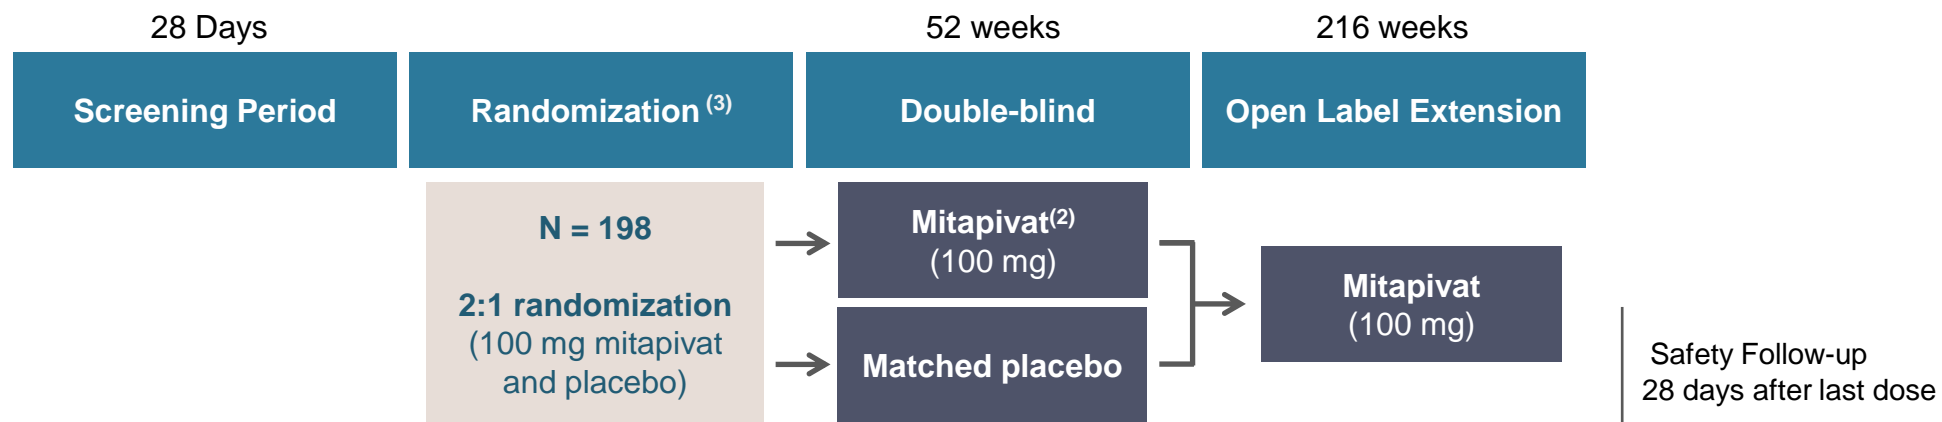 28 Days
52 weeks
216 weeks
Screening Period
Randomization (3)
Double-blind
Open Label Extension
N = 198
2:1 randomization
(100 mg mitapivat
and placebo)
Mitapivat(2)
(100 mg)
Matched placebo
Mitapivat
(100 mg)
Safety Follow-up
28 days after last dose